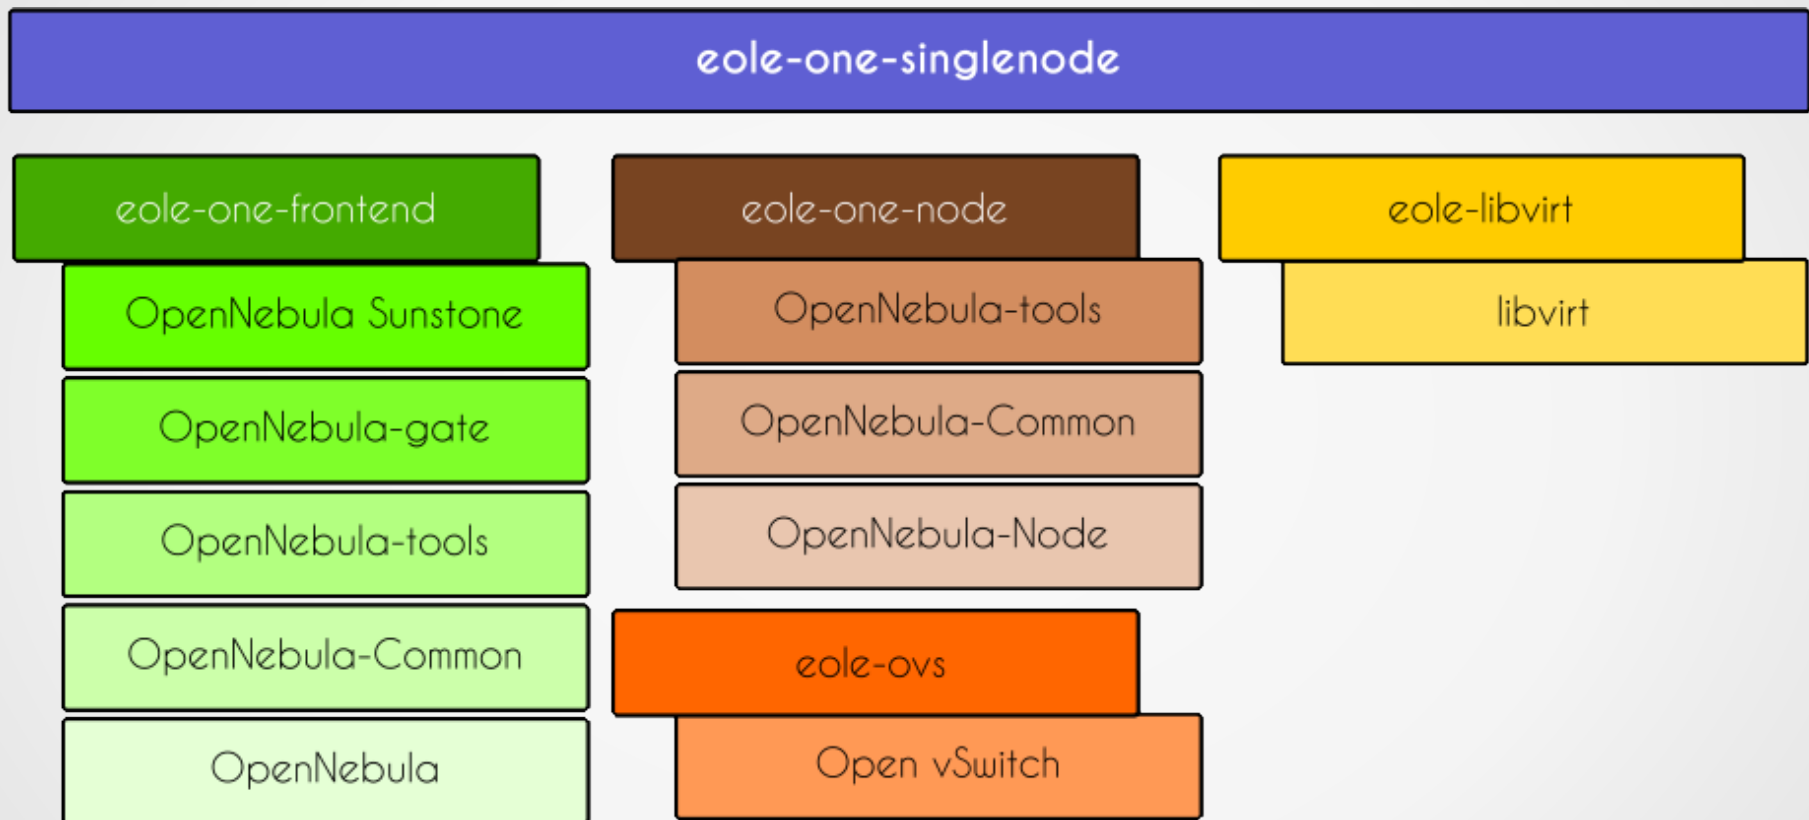 eole-one-singlenode
eole-one-frontend
OpenNebula Sunstone
OpenNebula-gate
OpenNebula-tools
OpenNebula-Common
OpenNebula
eole-one-node
OpenNebula-tools
OpenNebula-Common
OpenNebula-Node
eole-ovs
Open vSwitch
eole-libvirt
libvirt